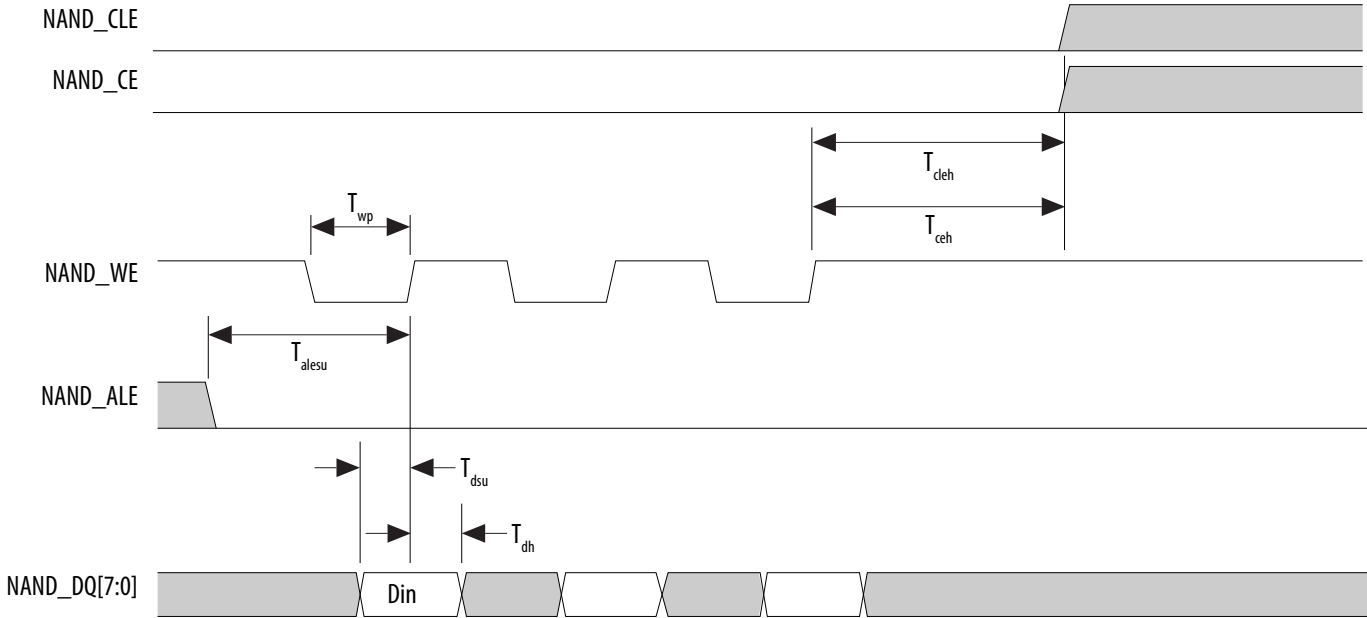 NAND_CLE
NAND_CE
T_cleh
T_wp
T_ceh
NAND_WE
T_alesu
NAND_ALE
T_dsu
T_dh
NAND_DQ[7:0]
Din